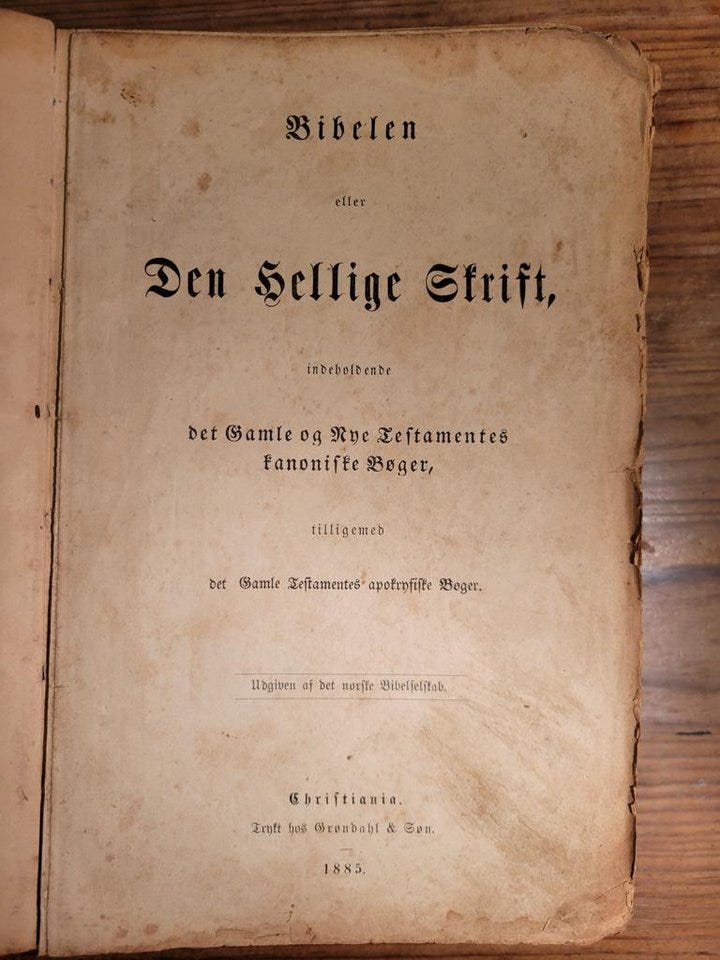 Bibelen
eller
Den Hellige Skrift,
indeholdende
det Gamle og Nye Testamentes
kanoniske Bøger,
tilligemed
det Gamle Testamentes apokryfiske Bøger.
Udgiven af det norske Bibelselskab.
Christiania.
Trykt hos Grøndahl & Søn.
1885.